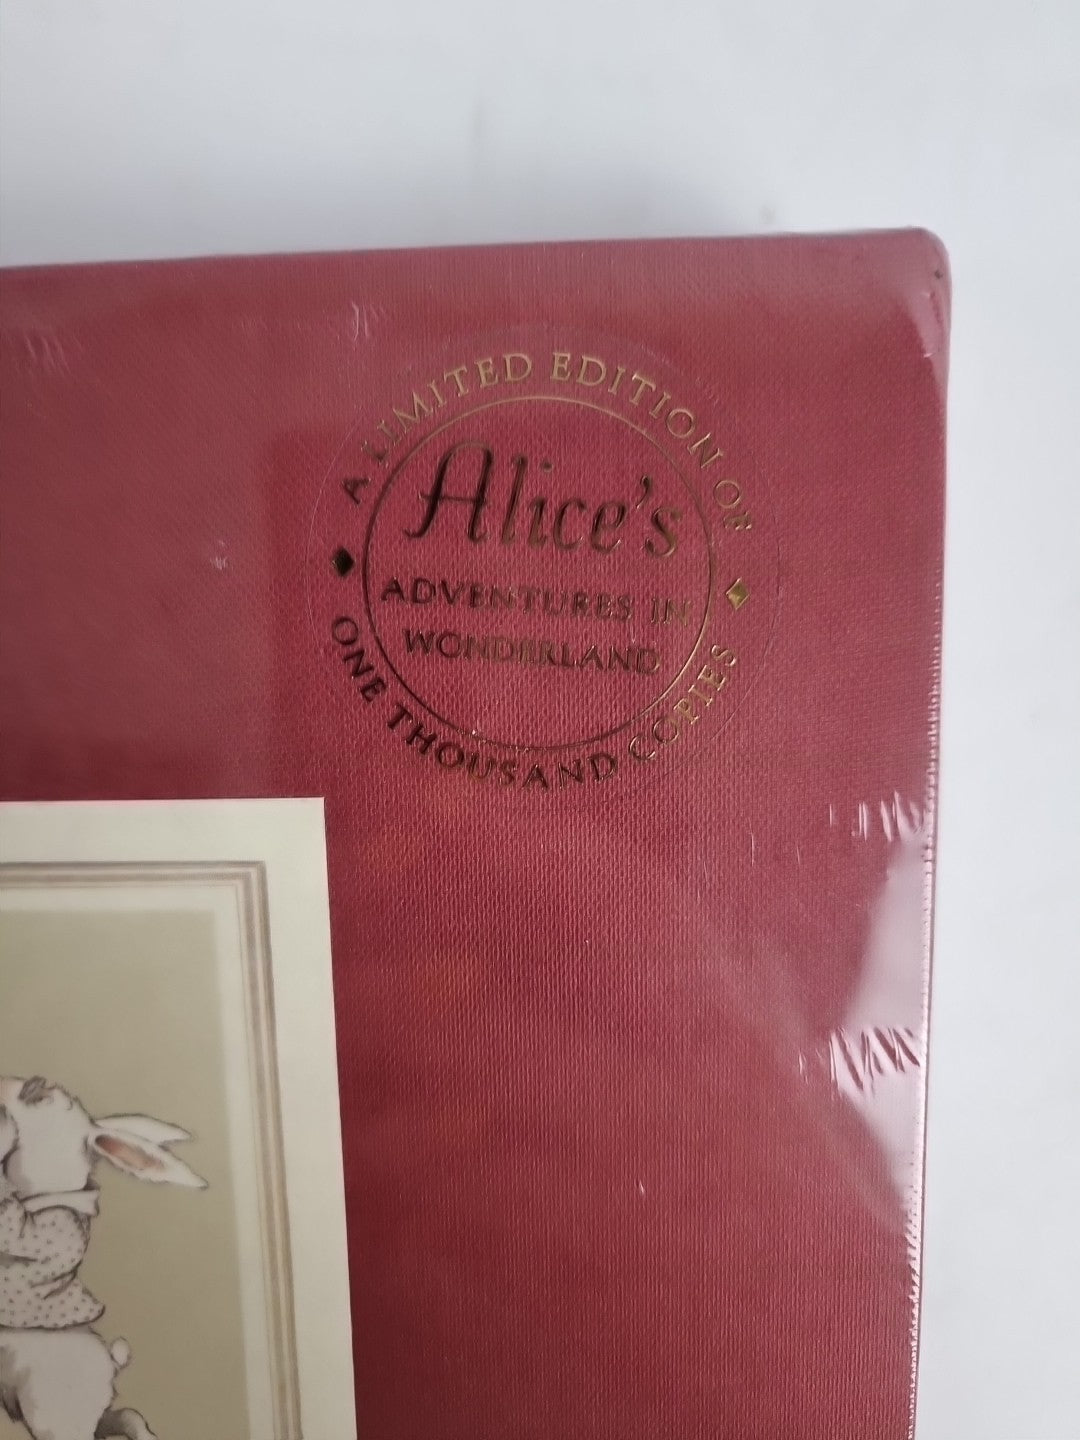 A LIMITED EDITION OF
Alice's
ADVENTURES IN
WONDERLAND
ONE THOUSAND COPIES